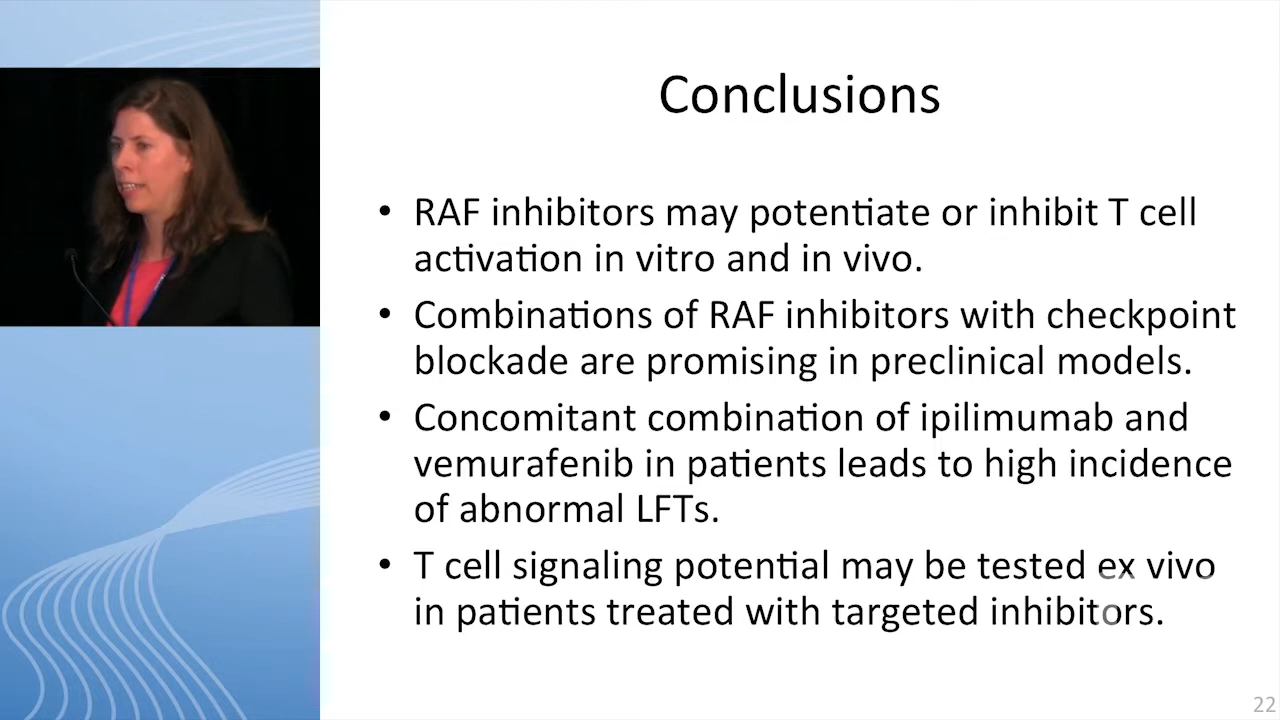 Conclusions
• RAF inhibitors may potentiate or inhibit T cell
activation in vitro and in vivo.
• Combinations of RAF inhibitors with checkpoint
blockade are promising in preclinical models.
• Concomitant combination of ipilimumab and
vemurafenib in patients leads to high incidence
of abnormal LFTs.
• T cell signaling potential may be tested ex vivo
in patients treated with targeted inhibitors.
22